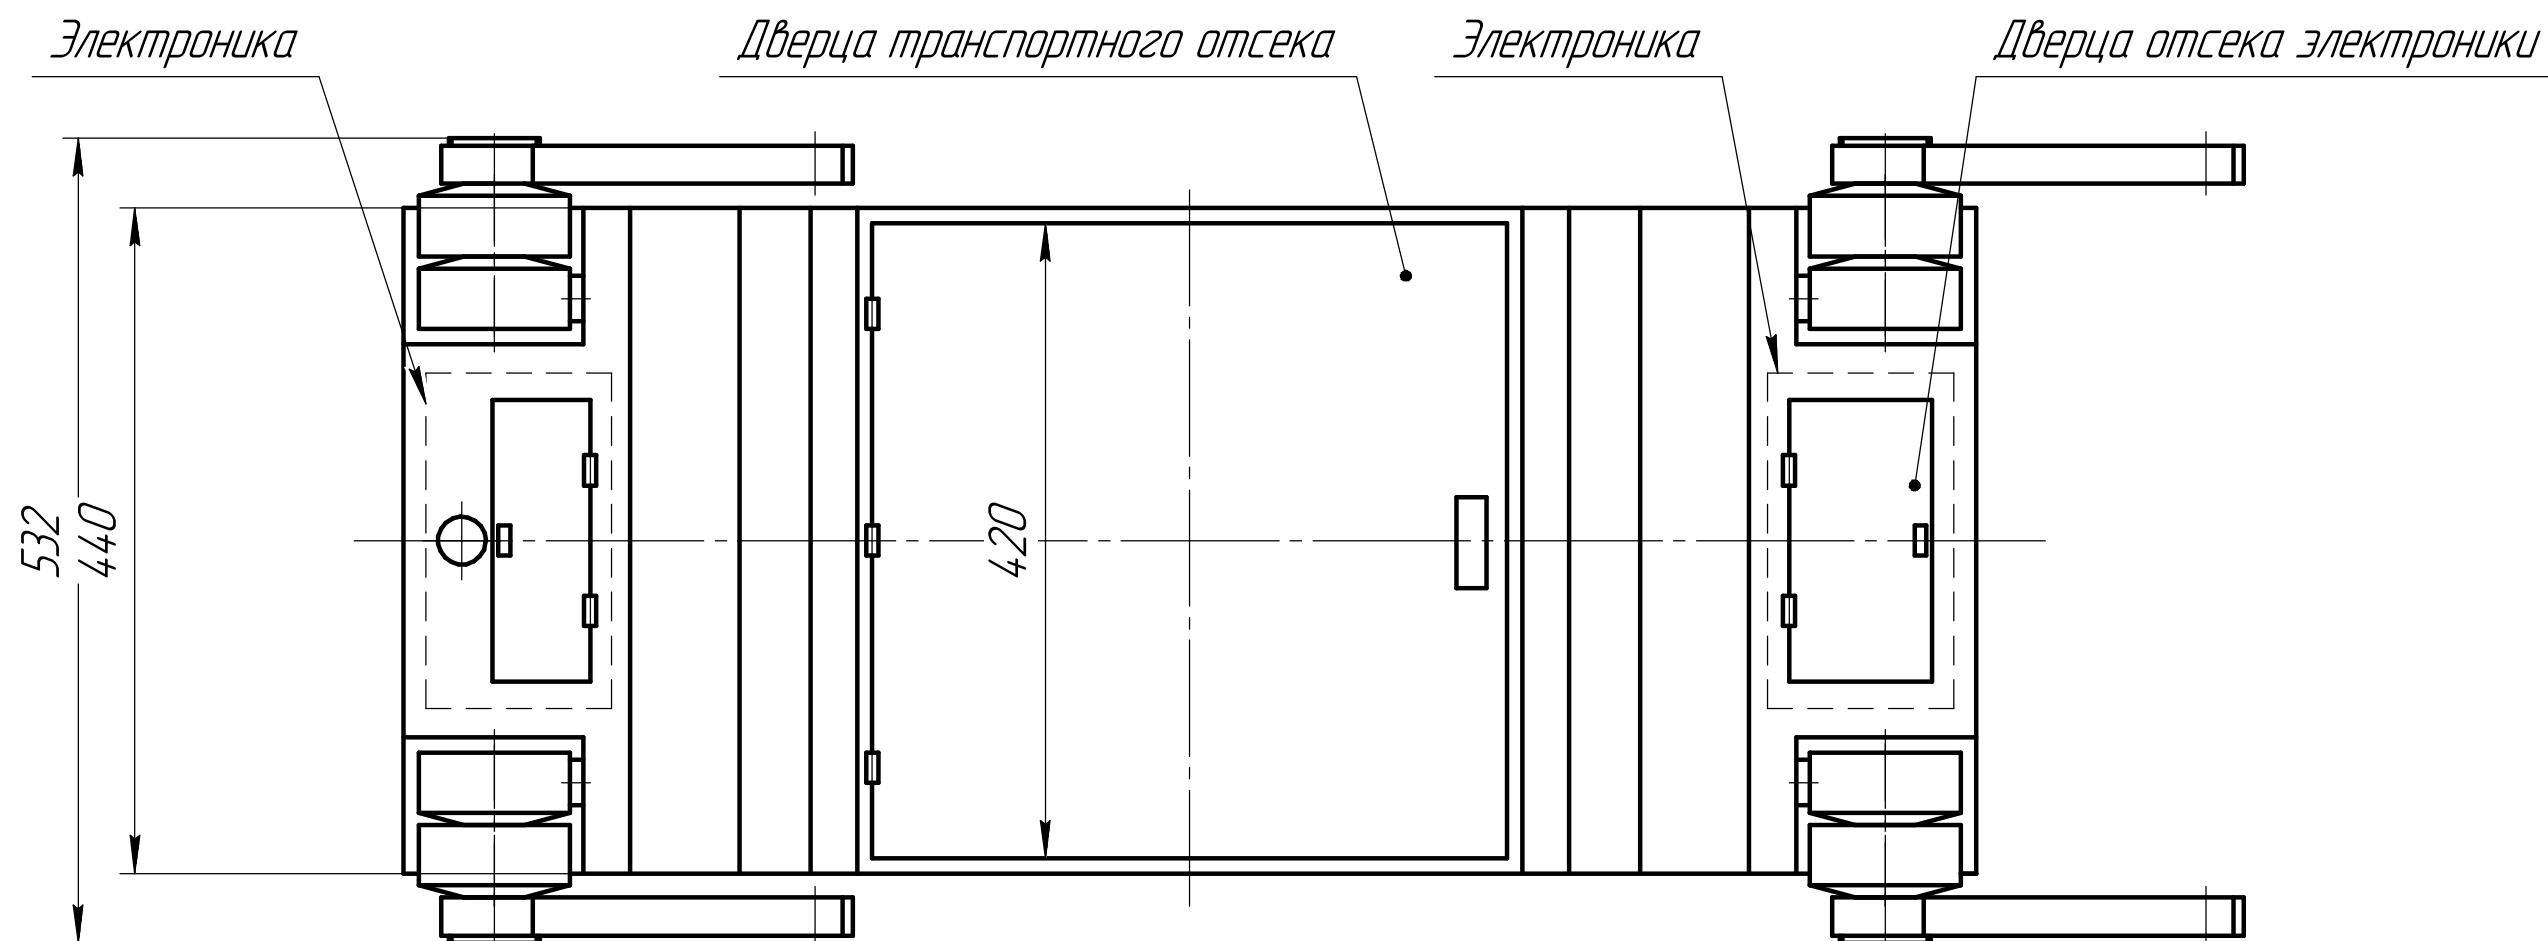 Электроника
Дверца транспортного отсека
Электроника
Дверца отсека электроники
532
440
420